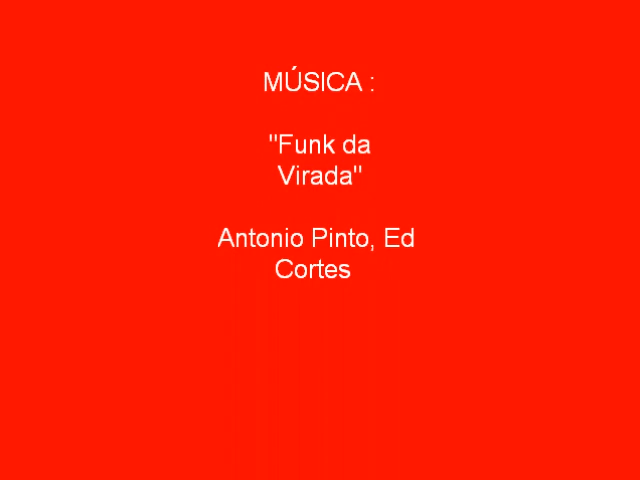 MÚSICA :
"Funk da
Virada"
Antonio Pinto, Ed
Cortes